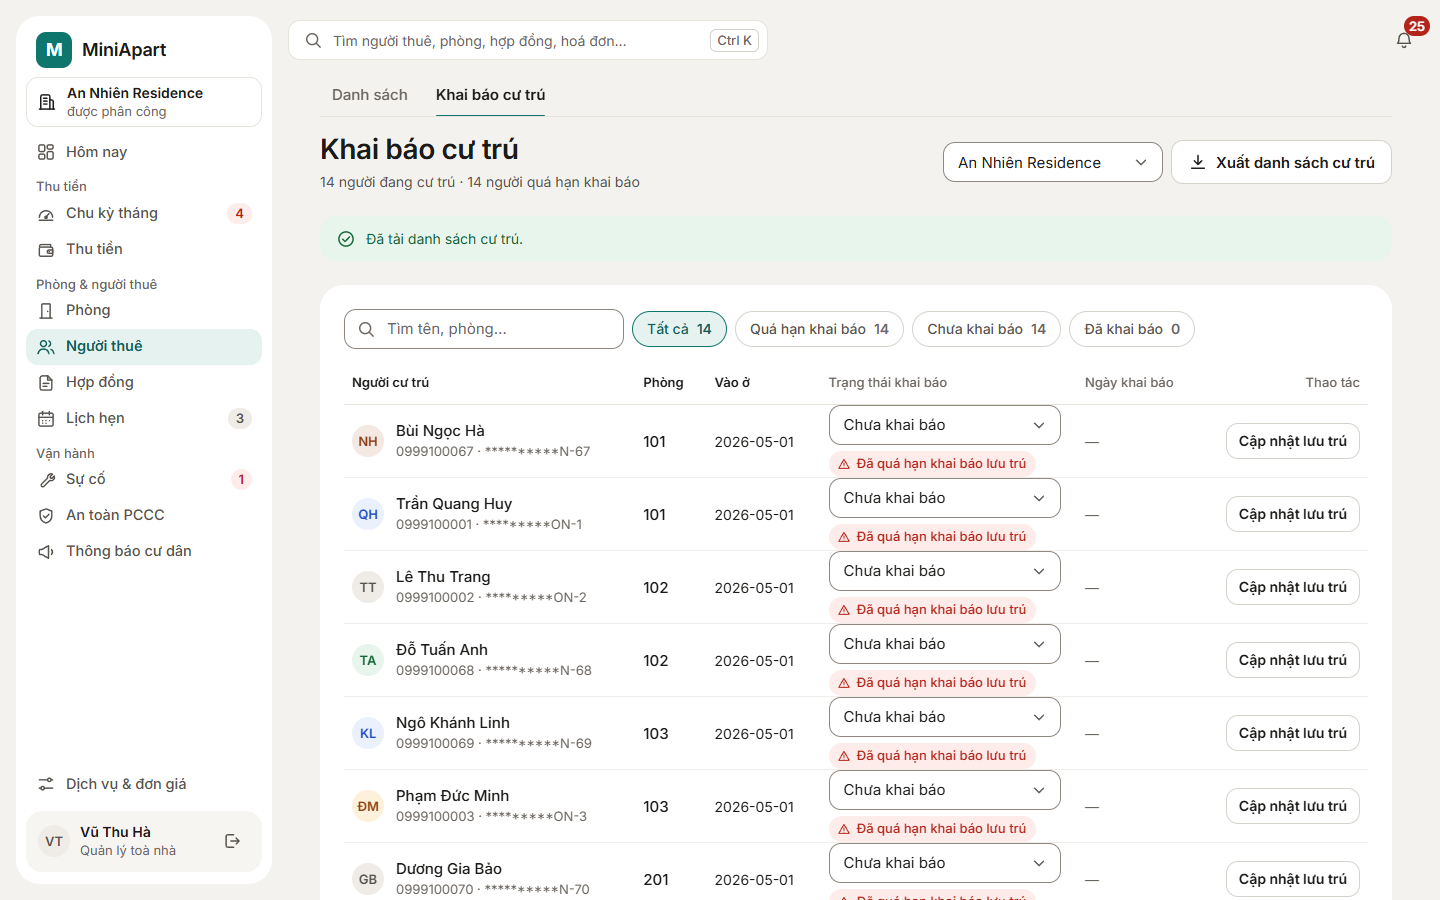 M MiniApart
An Nhiên Residence
được phân công
Hôm nay
Thu tiền
Chu kỳ tháng 4
Thu tiền
Phòng & người thuê
Phòng
Người thuê
Hợp đồng
Lịch hẹn 3
Vận hành
Sự cố 1
An toàn PCCC
Thông báo cư dân
Dịch vụ & đơn giá
VT Vũ Thu Hà
Quản lý toà nhà
Tìm người thuê, phòng, hợp đồng, hoá đơn... Ctrl K
25
Danh sách Khai báo cư trú
Khai báo cư trú
14 người đang cư trú · 14 người quá hạn khai báo
An Nhiên Residence Xuất danh sách cư trú
Đã tải danh sách cư trú.
Tìm tên, phòng... Tất cả 14 Quá hạn khai báo 14 Chưa khai báo 14 Đã khai báo 0
Người cư trú Phòng Vào ở Trạng thái khai báo Ngày khai báo Thao tác
NH Bùi Ngọc Hà 101 2026-05-01 Chưa khai báo — Cập nhật lưu trú
0999100067 · **********N-67 Đã quá hạn khai báo lưu trú
QH Trần Quang Huy 101 2026-05-01 Chưa khai báo — Cập nhật lưu trú
0999100001 · *********ON-1 Đã quá hạn khai báo lưu trú
TT Lê Thu Trang 102 2026-05-01 Chưa khai báo — Cập nhật lưu trú
0999100002 · *********ON-2 Đã quá hạn khai báo lưu trú
TA Đỗ Tuấn Anh 102 2026-05-01 Chưa khai báo — Cập nhật lưu trú
0999100068 · **********N-68 Đã quá hạn khai báo lưu trú
KL Ngô Khánh Linh 103 2026-05-01 Chưa khai báo — Cập nhật lưu trú
0999100069 · **********N-69 Đã quá hạn khai báo lưu trú
ĐM Phạm Đức Minh 103 2026-05-01 Chưa khai báo — Cập nhật lưu trú
0999100003 · *********ON-3 Đã quá hạn khai báo lưu trú
GB Dương Gia Bảo 201 2026-05-01 Chưa khai báo — Cập nhật lưu trú
0999100070 · **********N-70 Đã quá hạn khai báo lưu trú